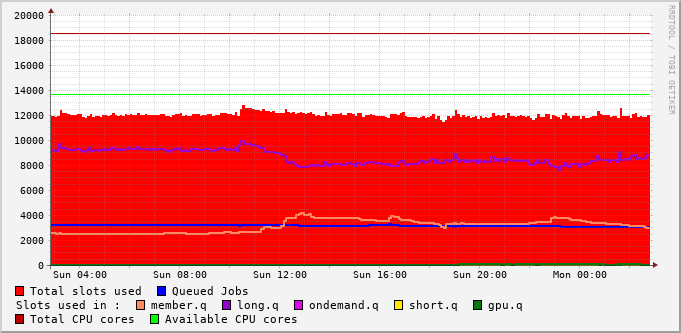 20000
18000
16000
14000
12000
10000
8000
6000
4000
2000
0
Sun 04:00 Sun 08:00 Sun 12:00 Sun 16:00 Sun 20:00 Mon 00:00
Total slots used Queued Jobs
Slots used in : member.q long.q ondemand.q short.q gpu.q
Total CPU cores Available CPU cores
RRDTOOL / TOBI OETIKER